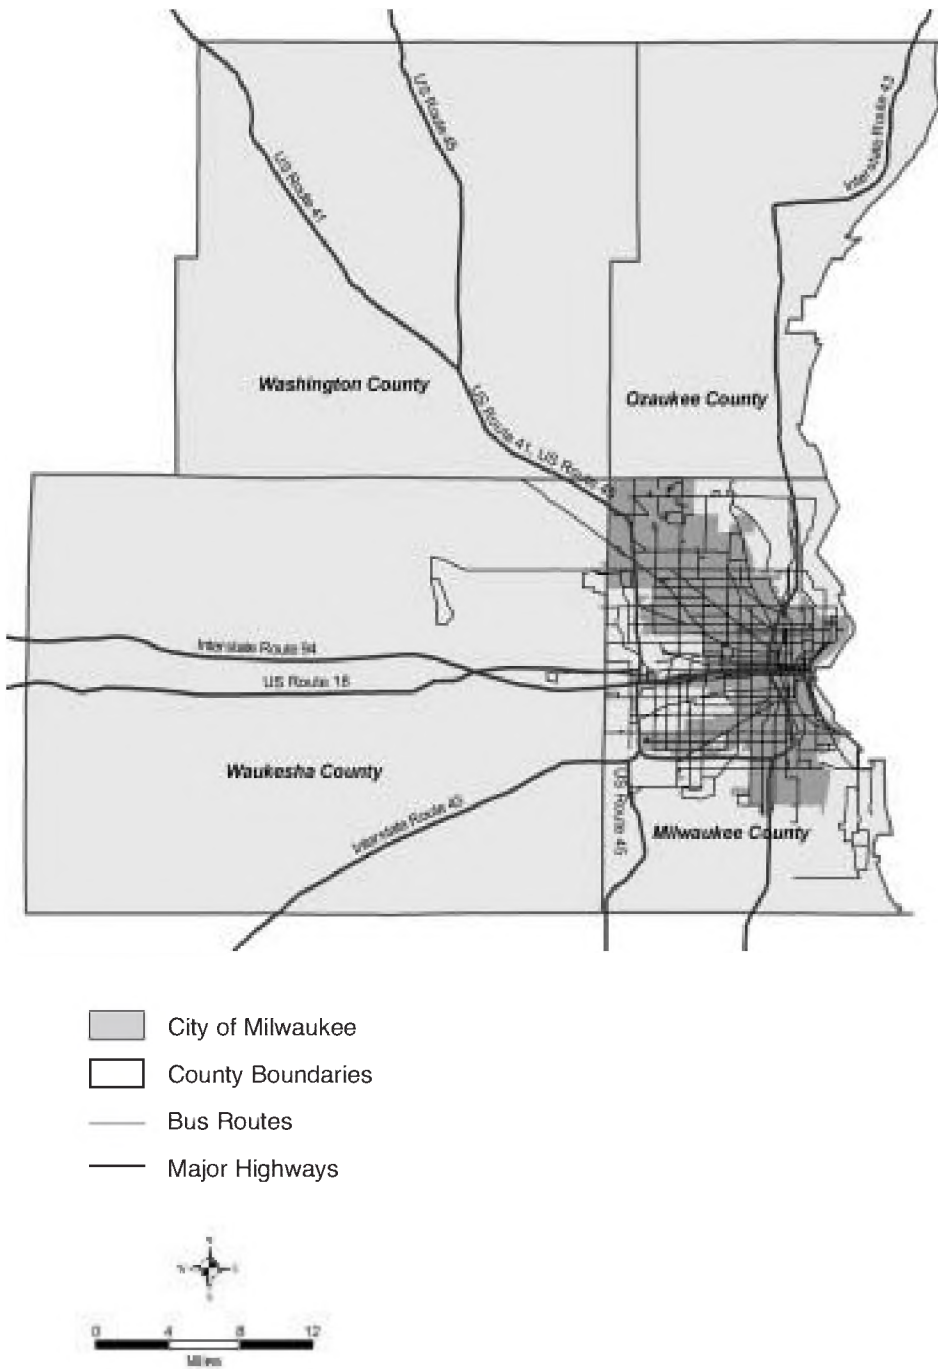 US Route 45
Interstate Route 43
US Route 41
Washington County
Ozaukee County
US Route 41, US Route 45
Interstate Route 94
US Route 18
Waukesha County
Interstate Route 43
US Route 45
Milwaukee County
City of Milwaukee
County Boundaries
Bus Routes
Major Highways
N
W
E
S
0 4 8 12
Miles